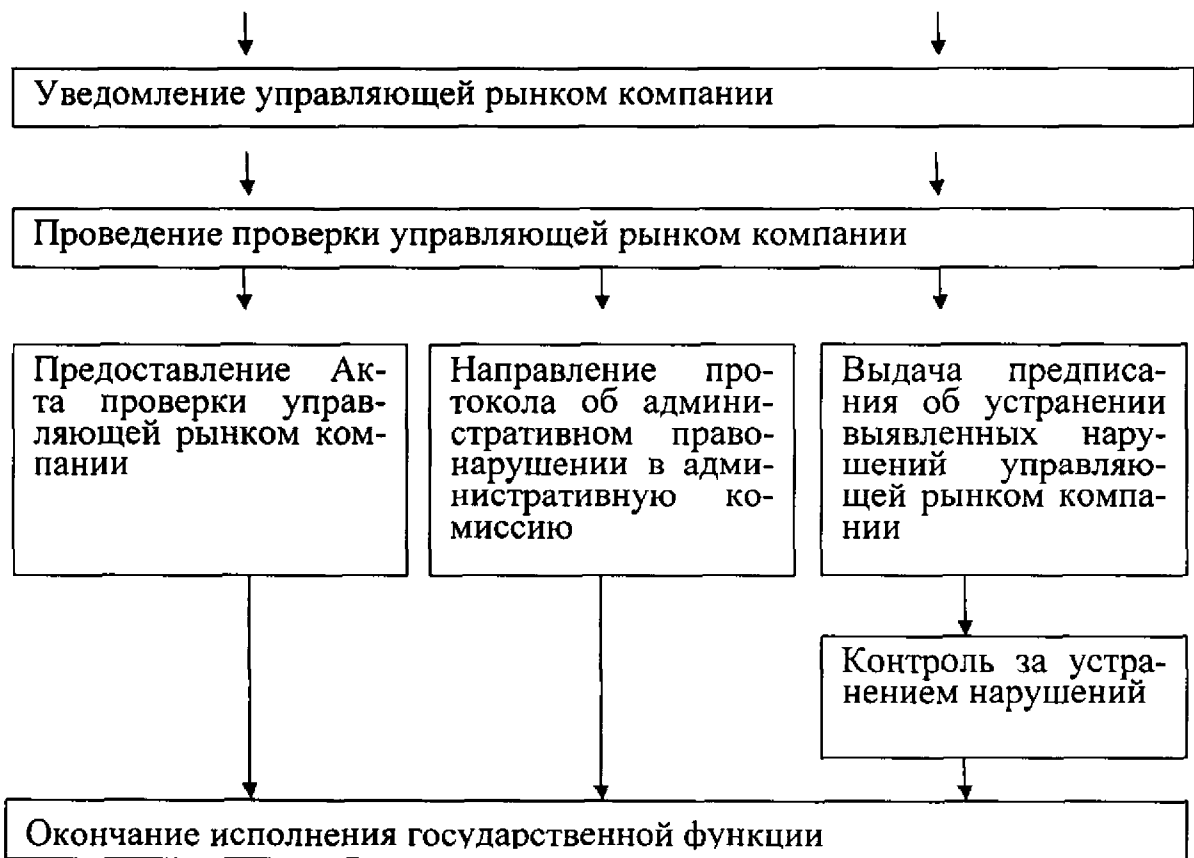 Уведомление управляющей рынком компании
Проведение проверки управляющей рынком компании
Предоставление Ак-
та проверки управ-
ляющей рынком ком-
пании
Направление про-
токола об админи-
стративном право-
нарушении в адми-
нистративную ко-
миссию
Выдача предписа-
ния об устранении
выявленных нару-
шений управляю-
щей рынком компа-
нии
Контроль за устра-
нением нарушений
Окончание исполнения государственной функции